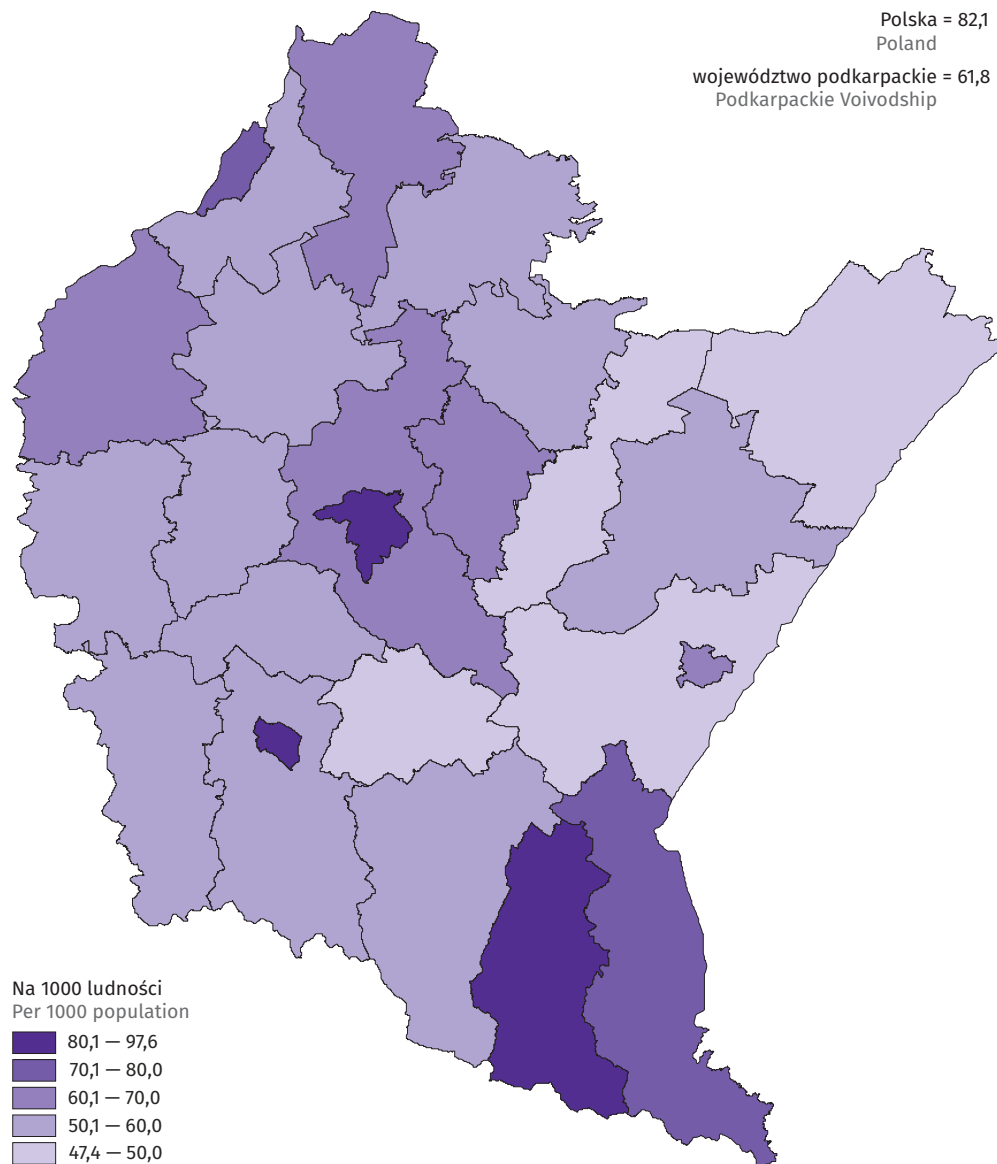 Polska = 82,1
Poland
województwo podkarpackie = 61,8
Podkarpackie Voivodship
Na 1000 ludności
Per 1000 population
80,1 — 97,6
70,1 — 80,0
60,1 — 70,0
50,1 — 60,0
47,4 — 50,0